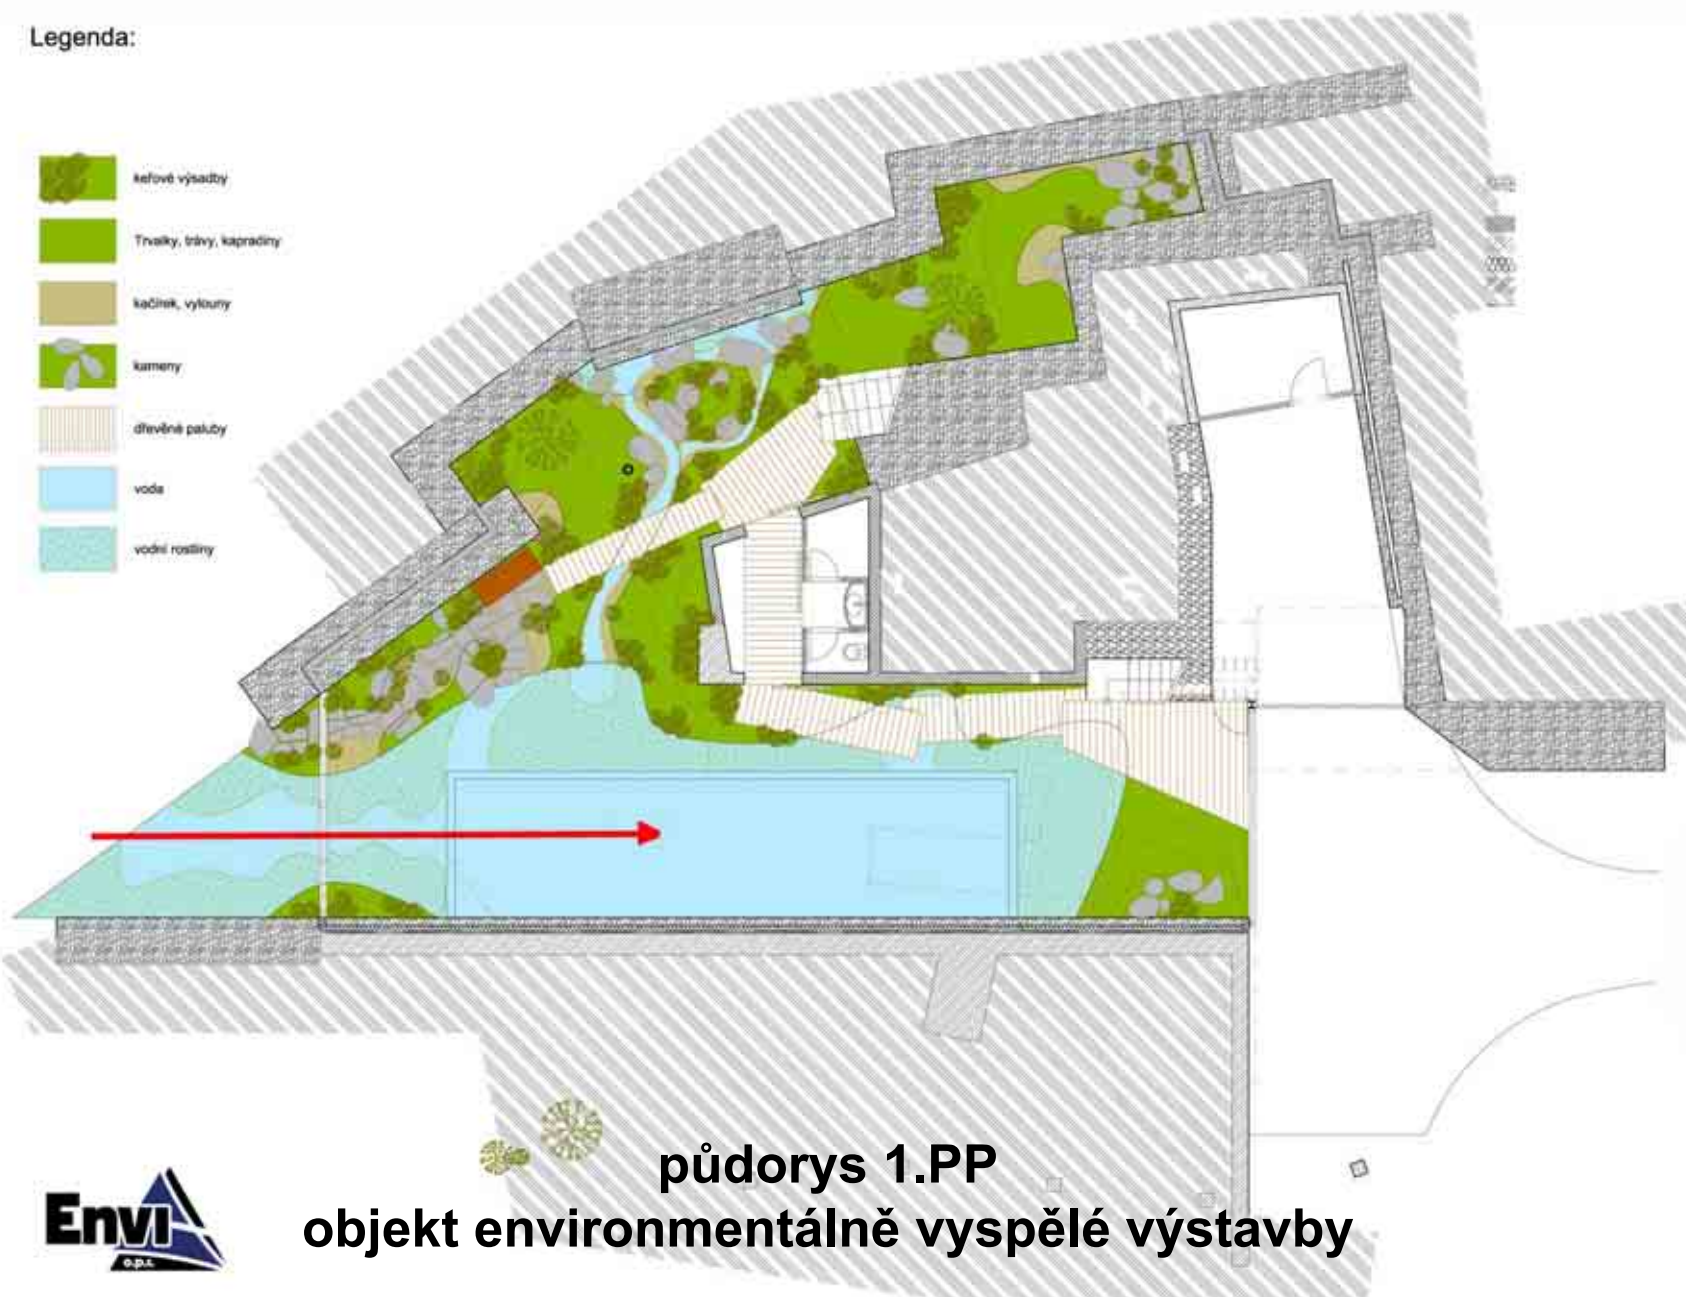 Legenda:
keřové výsadby
Trvalky, trávy, kapradiny
kačírek, vylouny
kameny
dřevěné paluby
voda
vodní rostliny
půdorys 1.PP
objekt environmentálně vyspělé výstavby
Envi
o.p.s.